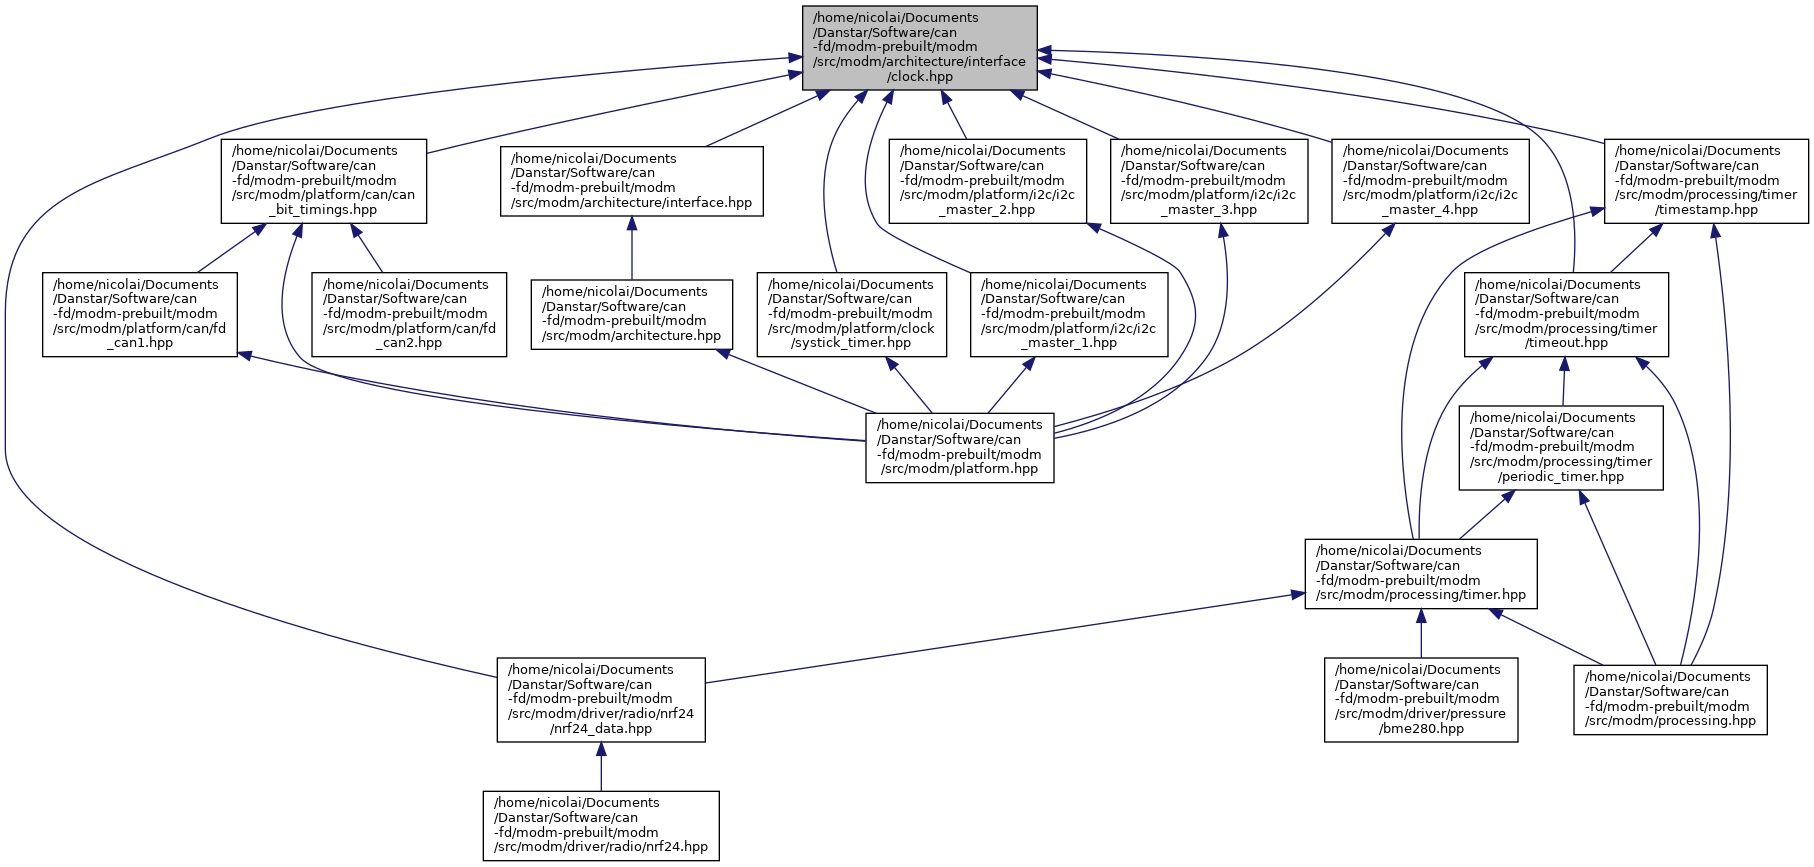 /home/nicolai/Documents
/Danstar/Software/can
-fd/modm-prebuilt/modm
/src/modm/architecture/interface
/clock.hpp
/home/nicolai/Documents
/Danstar/Software/can
-fd/modm-prebuilt/modm
/src/modm/platform/can/can
_bit_timings.hpp
/home/nicolai/Documents
/Danstar/Software/can
-fd/modm-prebuilt/modm
/src/modm/architecture/interface.hpp
/home/nicolai/Documents
/Danstar/Software/can
-fd/modm-prebuilt/modm
/src/modm/platform/i2c/i2c
_master_2.hpp
/home/nicolai/Documents
/Danstar/Software/can
-fd/modm-prebuilt/modm
/src/modm/platform/i2c/i2c
_master_3.hpp
/home/nicolai/Documents
/Danstar/Software/can
-fd/modm-prebuilt/modm
/src/modm/platform/i2c/i2c
_master_4.hpp
/home/nicolai/Documents
/Danstar/Software/can
-fd/modm-prebuilt/modm
/src/modm/processing/timer
/timestamp.hpp
/home/nicolai/Documents
/Danstar/Software/can
-fd/modm-prebuilt/modm
/src/modm/platform/can/fd
_can1.hpp
/home/nicolai/Documents
/Danstar/Software/can
-fd/modm-prebuilt/modm
/src/modm/platform/can/fd
_can2.hpp
/home/nicolai/Documents
/Danstar/Software/can
-fd/modm-prebuilt/modm
/src/modm/architecture.hpp
/home/nicolai/Documents
/Danstar/Software/can
-fd/modm-prebuilt/modm
/src/modm/platform/clock
/systick_timer.hpp
/home/nicolai/Documents
/Danstar/Software/can
-fd/modm-prebuilt/modm
/src/modm/platform/i2c/i2c
_master_1.hpp
/home/nicolai/Documents
/Danstar/Software/can
-fd/modm-prebuilt/modm
/src/modm/processing/timer
/timeout.hpp
/home/nicolai/Documents
/Danstar/Software/can
-fd/modm-prebuilt/modm
/src/modm/platform.hpp
/home/nicolai/Documents
/Danstar/Software/can
-fd/modm-prebuilt/modm
/src/modm/processing/timer
/periodic_timer.hpp
/home/nicolai/Documents
/Danstar/Software/can
-fd/modm-prebuilt/modm
/src/modm/processing/timer.hpp
/home/nicolai/Documents
/Danstar/Software/can
-fd/modm-prebuilt/modm
/src/modm/driver/radio/nrf24
/nrf24_data.hpp
/home/nicolai/Documents
/Danstar/Software/can
-fd/modm-prebuilt/modm
/src/modm/driver/pressure
/bme280.hpp
/home/nicolai/Documents
/Danstar/Software/can
-fd/modm-prebuilt/modm
/src/modm/processing.hpp
/home/nicolai/Documents
/Danstar/Software/can
-fd/modm-prebuilt/modm
/src/modm/driver/radio/nrf24.hpp